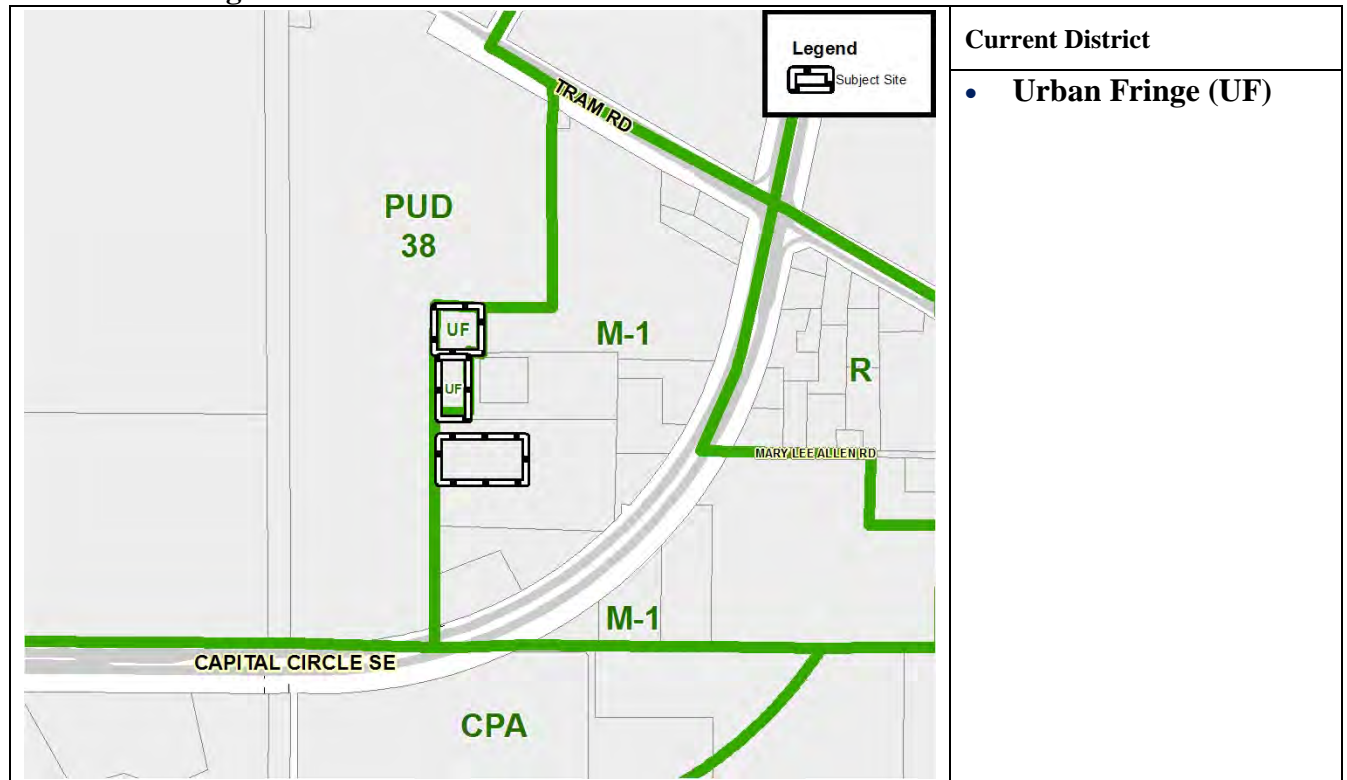 Legend
Subject Site
Current District
• Urban Fringe (UF)
TRAM RD
PUD
38
UF
M-1
UF
R
MARY LEE ALLEN RD
M-1
CAPITAL CIRCLE SE
CPA